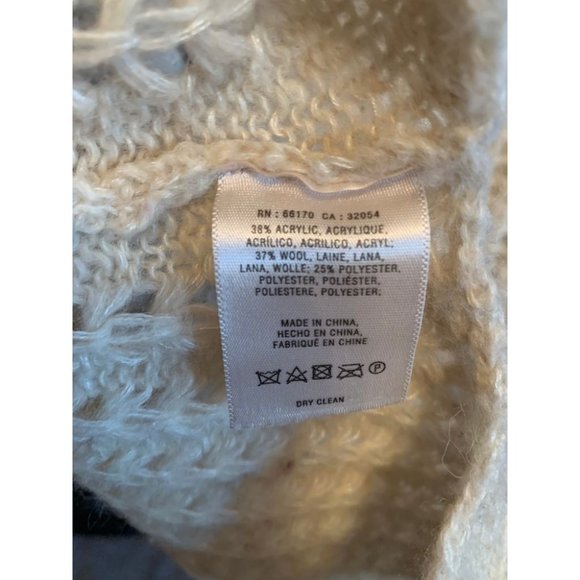 RN : 66170 CA : 32054
38% ACRYLIC, ACRYLIQUE,
ACRÍLICO, ACRILICO, ACRYL;
37% WOOL, LAINE, LANA,
LANA, WOLLE; 25% POLYESTER,
POLYESTER, POLIÉSTER,
POLIESTERE, POLYESTER;
MADE IN CHINA,
HECHO EN CHINA,
FABRIQUÉ EN CHINE
P
DRY CLEAN